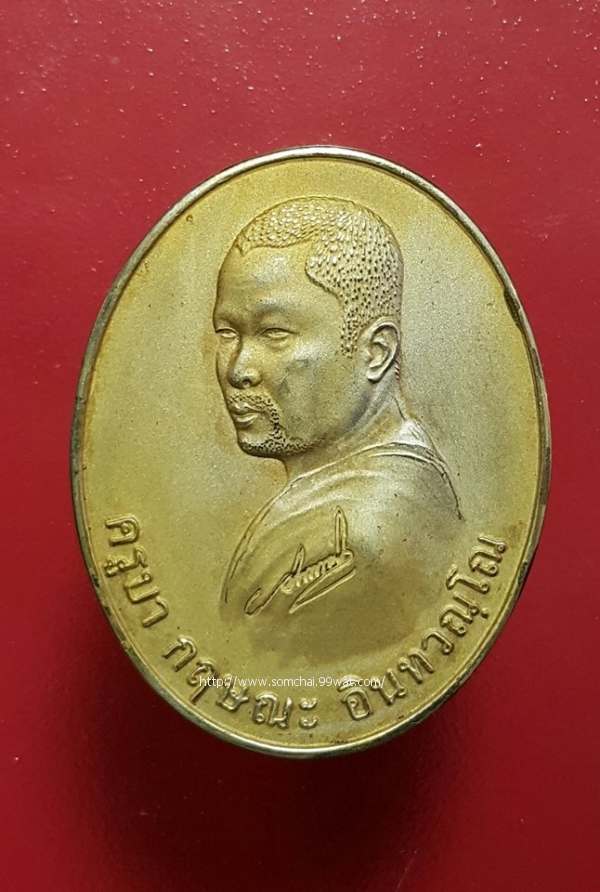 ครูบา กฤษณะ อินทวณฺโณ
http://www.somchai.99wat.com/